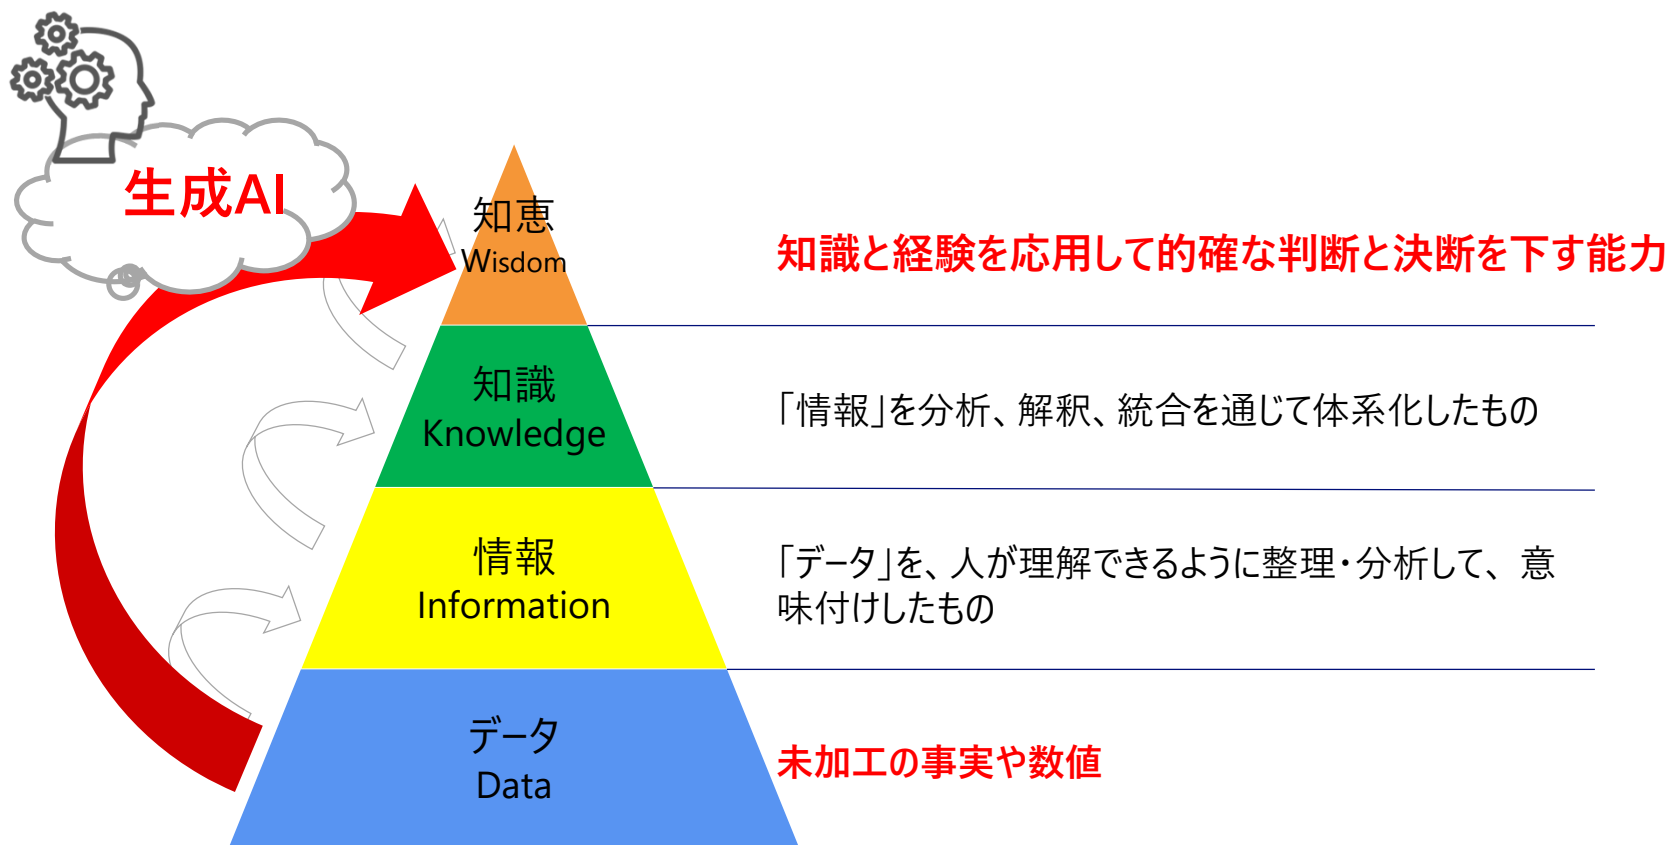 生成AI
知恵
Wisdom
知識と経験を応用して的確な判断と決断を下す能力
知識
Knowledge
「情報」を分析、解釈、統合を通じて体系化したもの
情報
Information
「データ」を、人が理解できるように整理・分析して、意
味付けしたもの
データ
Data
未加工の事実や数値